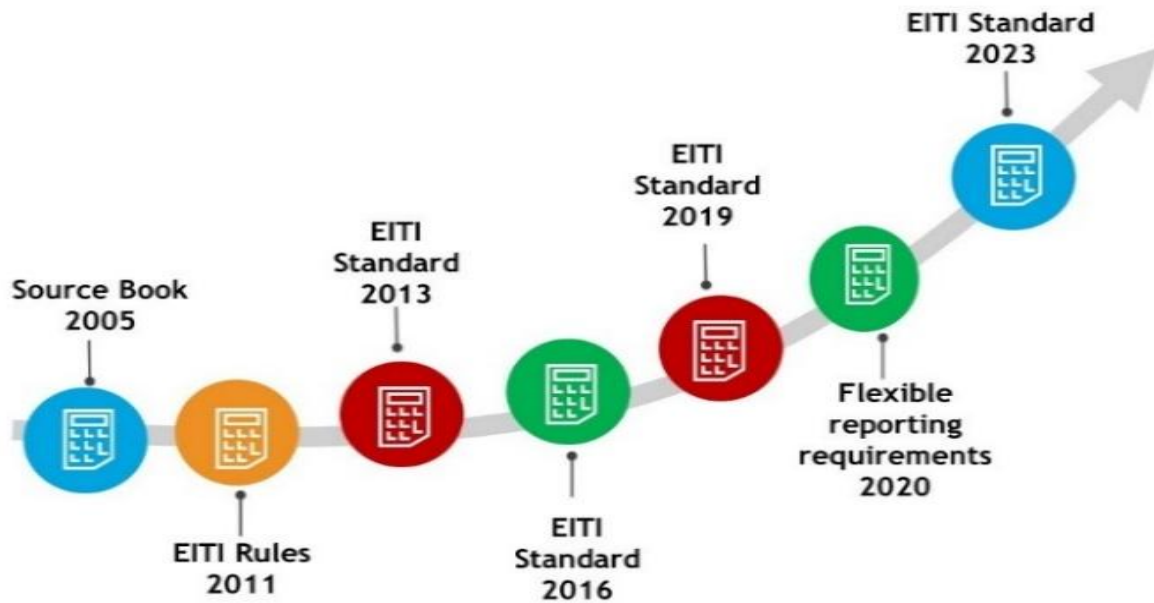 Source Book
2005
EITI Rules
2011
EITI
Standard
2013
EITI
Standard
2016
EITI
Standard
2019
Flexible
reporting
requirements
2020
EITI Standard
2023